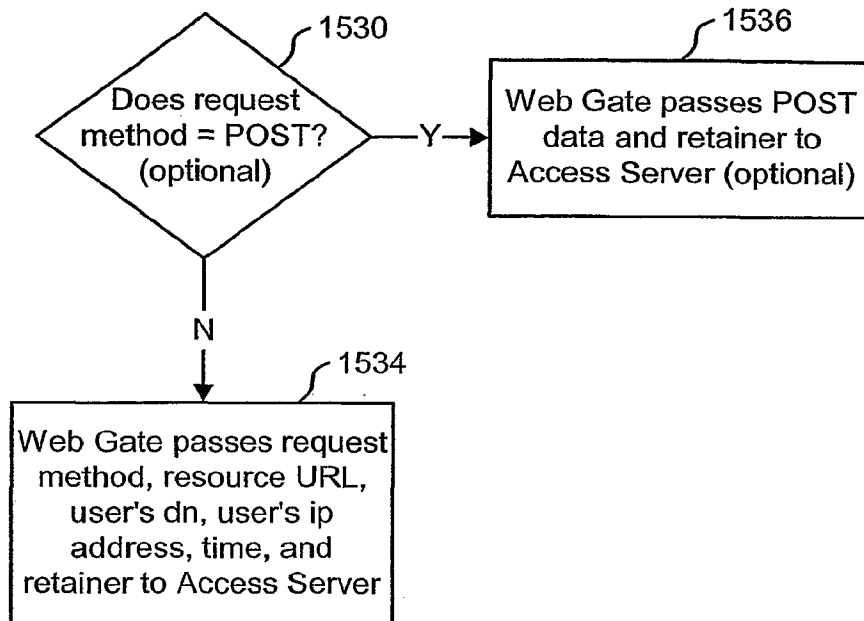 1530
Does request
method = POST?
(optional)
Y
1536
Web Gate passes POST
data and retainer to
Access Server (optional)
N
1534
Web Gate passes request
method, resource URL,
user's dn, user's ip
address, time, and
retainer to Access Server